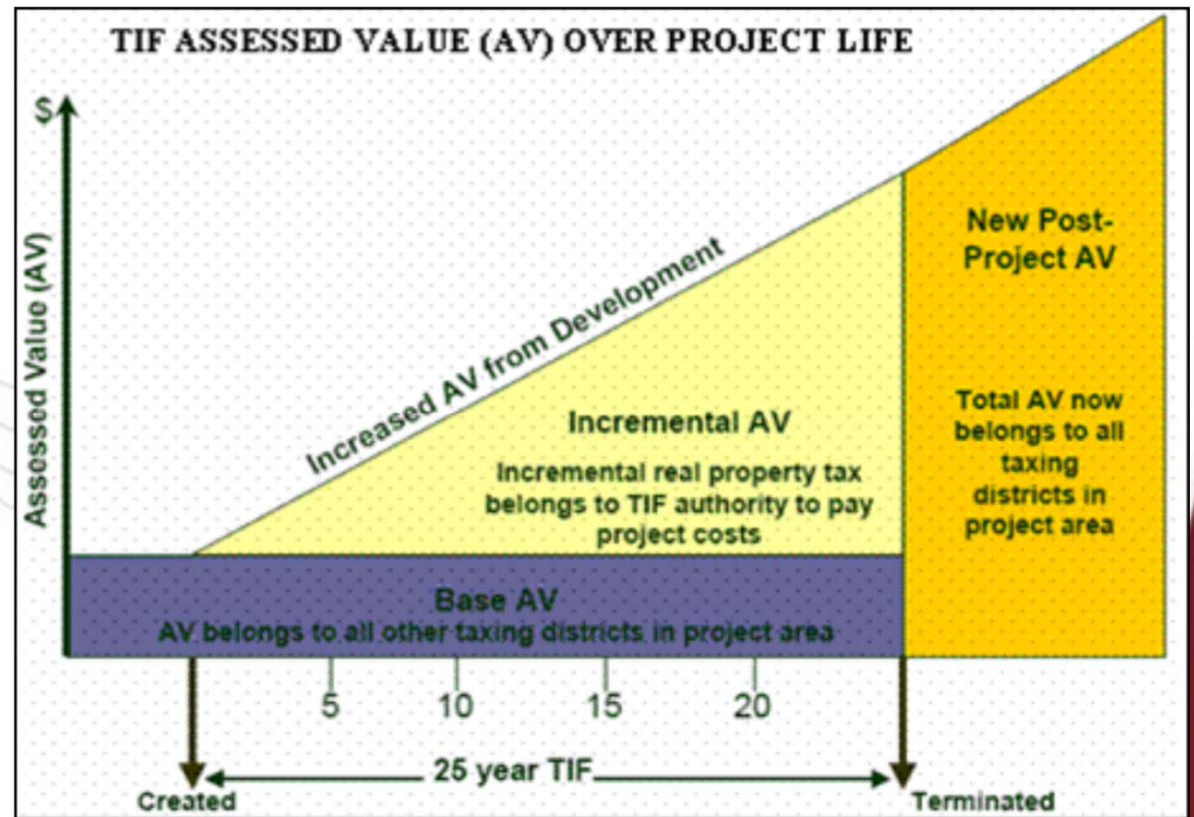 TIF ASSESSED VALUE (AV) OVER PROJECT LIFE
$
Assessed Value (AV)
Increased AV from Development
New Post-
Project AV
Incremental AV
Incremental real property tax
belongs to TIF authority to pay
project costs
Total AV now
belongs to all
taxing
districts in
project area
Base AV
AV belongs to all other taxing districts in project area
5
10
15
20
25 year TIF
Created
Terminated